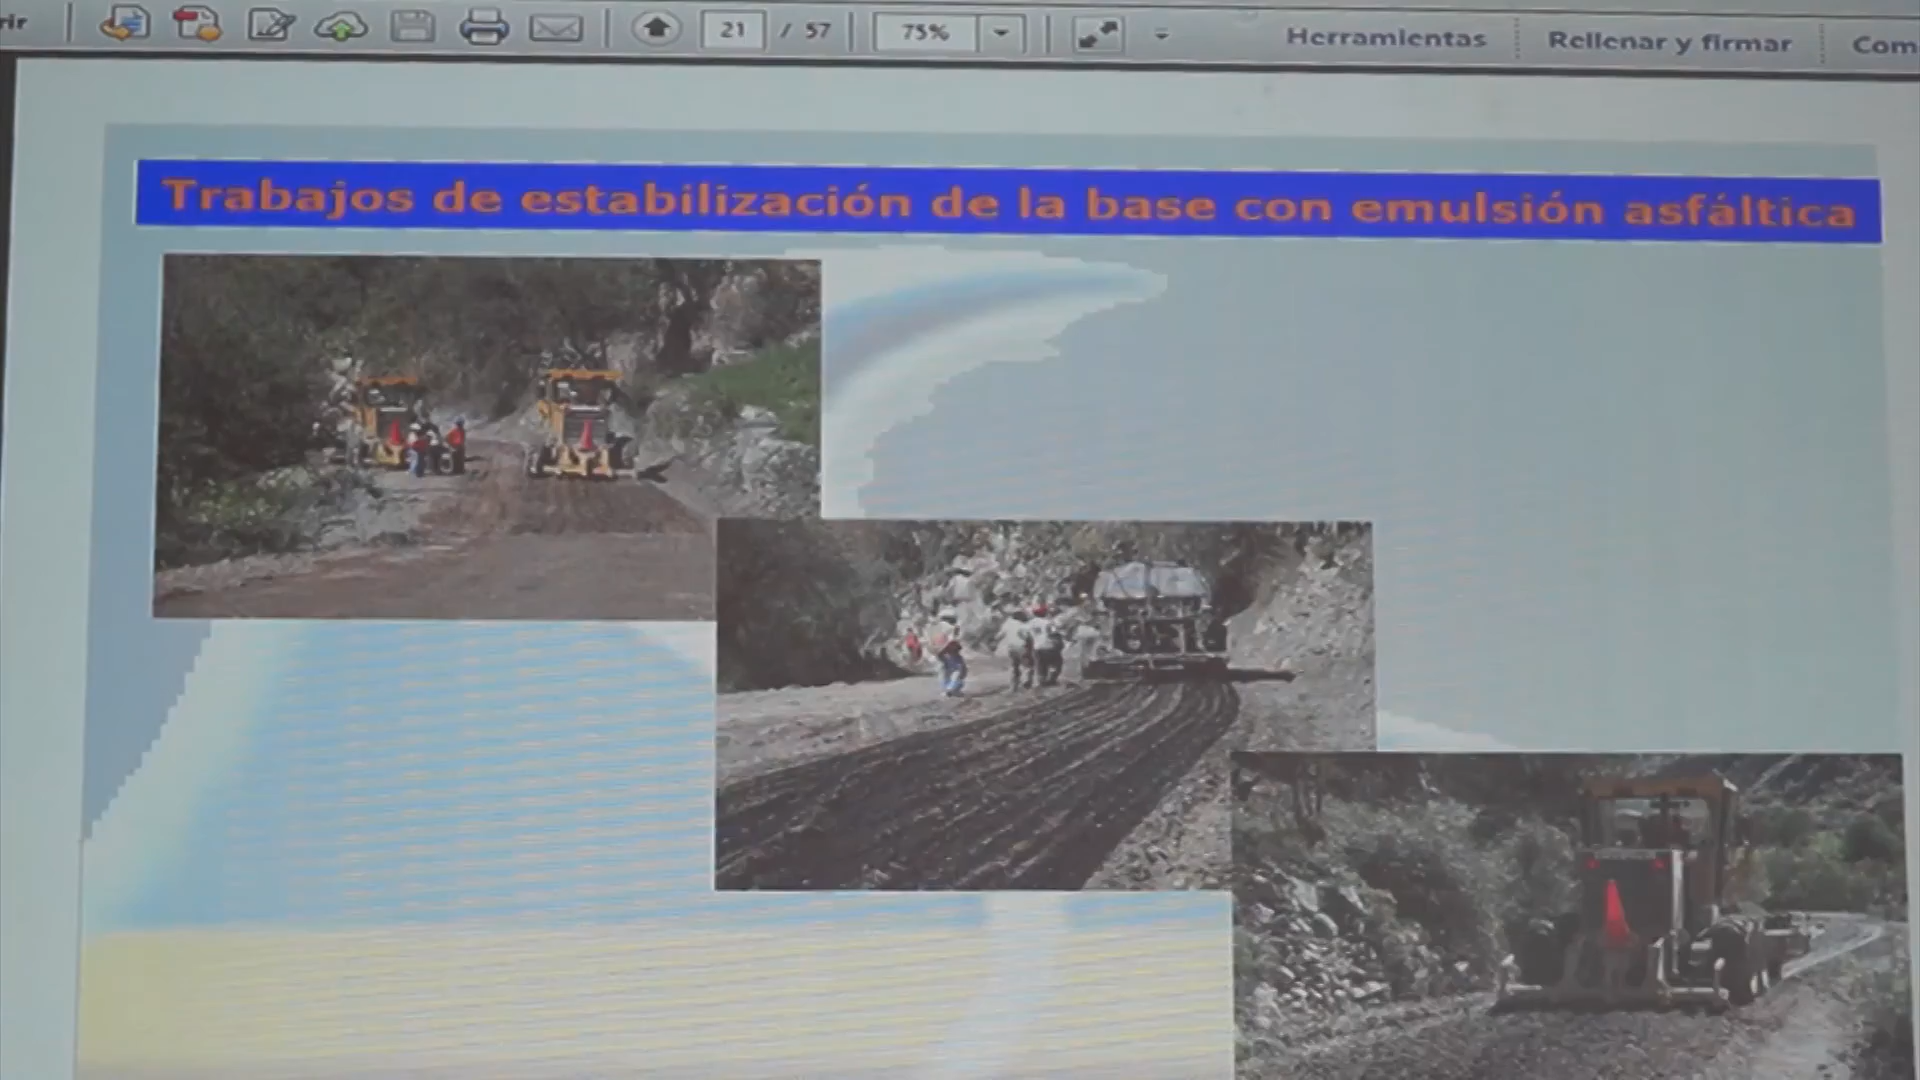 rir
21 / 57
75%
Herramientas
Rellenar y firmar
Com
Trabajos de estabilización de la base con emulsión asfáltica